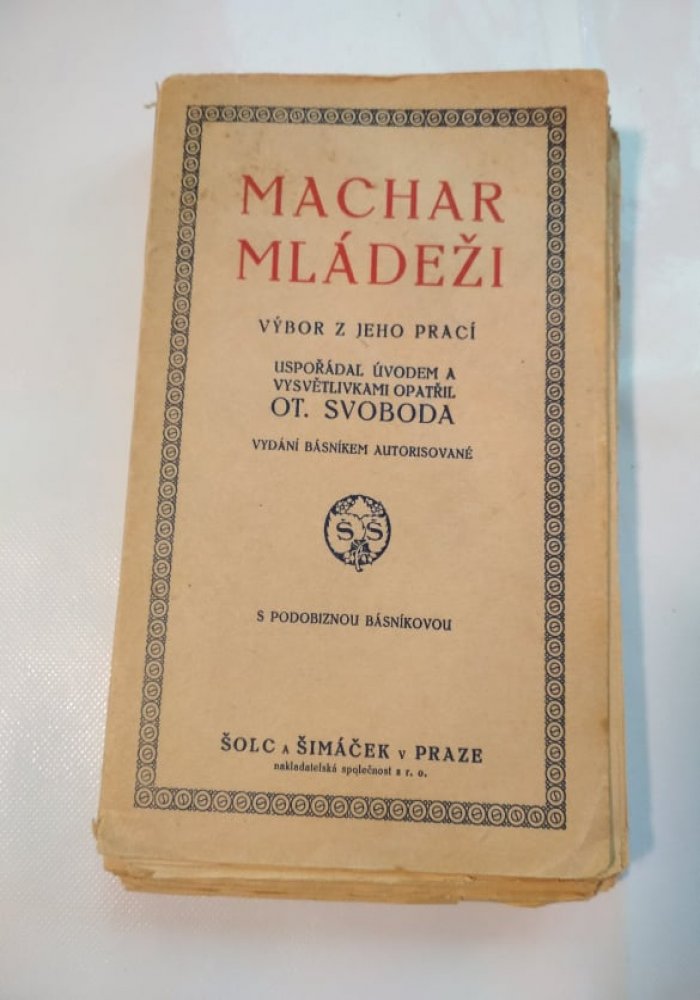 MACHAR
MLÁDEŽI
VÝBOR Z JEHO PRACÍ
USPOŘÁDAL ÚVODEM A
VYSVĚTLIVKAMI OPATŘIL
OT. SVOBODA
VYDÁNÍ BÁSNÍKEM AUTORISOVANÉ
Š Š
S PODOBIZNOU BÁSNÍKOVOU
ŠOLC A ŠIMÁČEK V PRAZE
nakladatelská společnost s r. o.